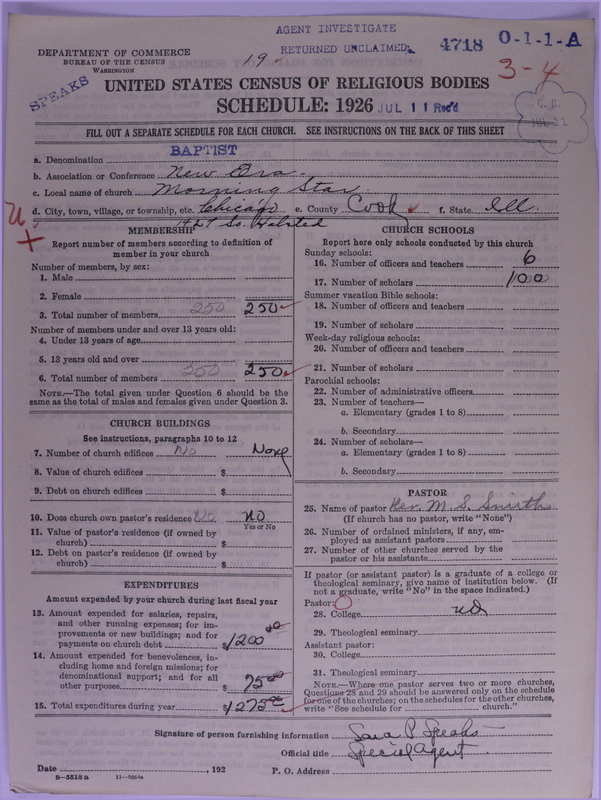 AGENT INVESTIGATE
RETURNED UNCLAIMED.
4718 0-1-1-A
DEPARTMENT OF COMMERCE
BUREAU OF THE CENSUS
WASHINGTON
19
3-4
SPEAKS
UNITED STATES CENSUS OF RELIGIOUS BODIES
SCHEDULE: 1926 JUL 11 Rec'd
FILL OUT A SEPARATE SCHEDULE FOR EACH CHURCH. SEE INSTRUCTIONS ON THE BACK OF THIS SHEET
a. Denomination BAPTIST
b. Association or Conference New Era
c. Local name of church Morning Star
d. City, town, village, or township, etc. Chicago e. County Cook f. State Ill
1427 So. Halsted
MEMBERSHIP
Report number of members according to definition of
member in your church
Number of members, by sex:
1. Male
2. Female
3. Total number of members 250 250
Number of members under and over 13 years old:
4. Under 13 years of age
5. 13 years old and over
6. Total number of members 250 250
NOTE.—The total given under Question 6 should be the
same as the total of males and females given under Question 3.
CHURCH BUILDINGS
See instructions, paragraphs 10 to 12
7. Number of church edifices No None
8. Value of church edifices $
9. Debt on church edifices $
10. Does church own pastor's residence No no
Yes or No
11. Value of pastor's residence (if owned by
church) $
12. Debt on pastor's residence (if owned by
church) $
EXPENDITURES
Amount expended by your church during last fiscal year
13. Amount expended for salaries, repairs,
and other running expenses; for im-
provements or new buildings; and for
payments on church debt $1200 00
14. Amount expended for benevolences, in-
cluding home and foreign missions; for
denominational support; and for all
other purposes $ 75 00
15. Total expenditures during year $1275 00
CHURCH SCHOOLS
Report here only schools conducted by this church
Sunday schools:
16. Number of officers and teachers 6
17. Number of scholars 100
Summer vacation Bible schools:
18. Number of officers and teachers
19. Number of scholars
Week-day religious schools:
20. Number of officers and teachers
21. Number of scholars
Parochial schools:
22. Number of administrative officers
23. Number of teachers—
a. Elementary (grades 1 to 8)
b. Secondary
24. Number of scholars—
a. Elementary (grades 1 to 8)
b. Secondary
PASTOR
25. Name of pastor Rev. M. S. Smith
(If church has no pastor, write "None")
26. Number of ordained ministers, if any, em-
ployed as assistant pastors
27. Number of other churches served by the
pastor or his assistants
If pastor (or assistant pastor) is a graduate of a college or
theological seminary, give name of institution below. (If
not a graduate, write "No" in the space indicated.)
Pastor:
28. College no
29. Theological seminary
Assistant pastor:
30. College
31. Theological seminary
NOTE.—Where one pastor serves two or more churches,
Questions 28 and 29 should be answered only on the schedule
for one of the churches; on the schedules for the other churches,
write "See schedule for church."
Signature of person furnishing information Sara P. Speaks
Official title Special Agent
Date , 192 P. O. Address
8-5518 a